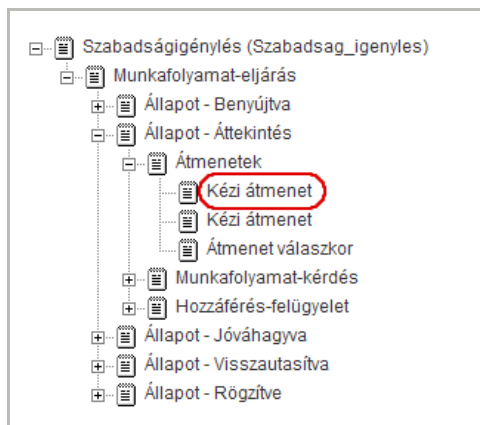 Szabadságigénylés (Szabadsag_igenyles)
Munkafolyamat-eljárás
Állapot - Benyújtva
Állapot - Áttekintés
Átmenetek
Kézi átmenet
Kézi átmenet
Átmenet válaszkor
Munkafolyamat-kérdés
Hozzáférés-felügyelet
Állapot - Jóváhagyva
Állapot - Visszautasítva
Állapot - Rögzítve